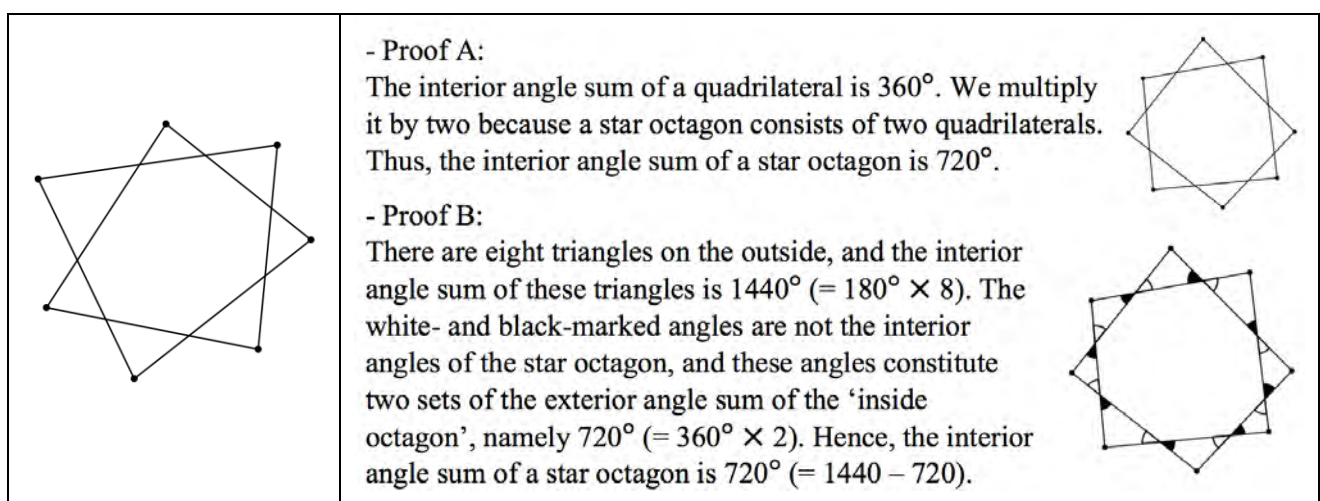 - Proof A:
The interior angle sum of a quadrilateral is 360°. We multiply
it by two because a star octagon consists of two quadrilaterals.
Thus, the interior angle sum of a star octagon is 720°.
- Proof B:
There are eight triangles on the outside, and the interior
angle sum of these triangles is 1440° (= 180° × 8). The
white- and black-marked angles are not the interior
angles of the star octagon, and these angles constitute
two sets of the exterior angle sum of the ‘inside
octagon’, namely 720° (= 360° × 2). Hence, the interior
angle sum of a star octagon is 720° (= 1440 – 720).